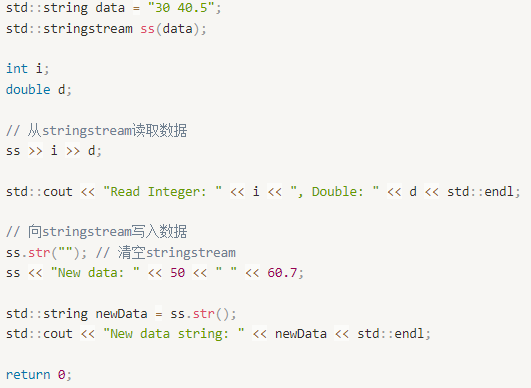 std::string data = "30 40.5";
std::stringstream ss(data);
int i;
double d;
// 从stringstream读取数据
ss >> i >> d;
std::cout << "Read Integer: " << i << ", Double: " << d << std::endl;
// 向stringstream写入数据
ss.str(""); // 清空stringstream
ss << "New data: " << 50 << " " << 60.7;
std::string newData = ss.str();
std::cout << "New data string: " << newData << std::endl;
return 0;